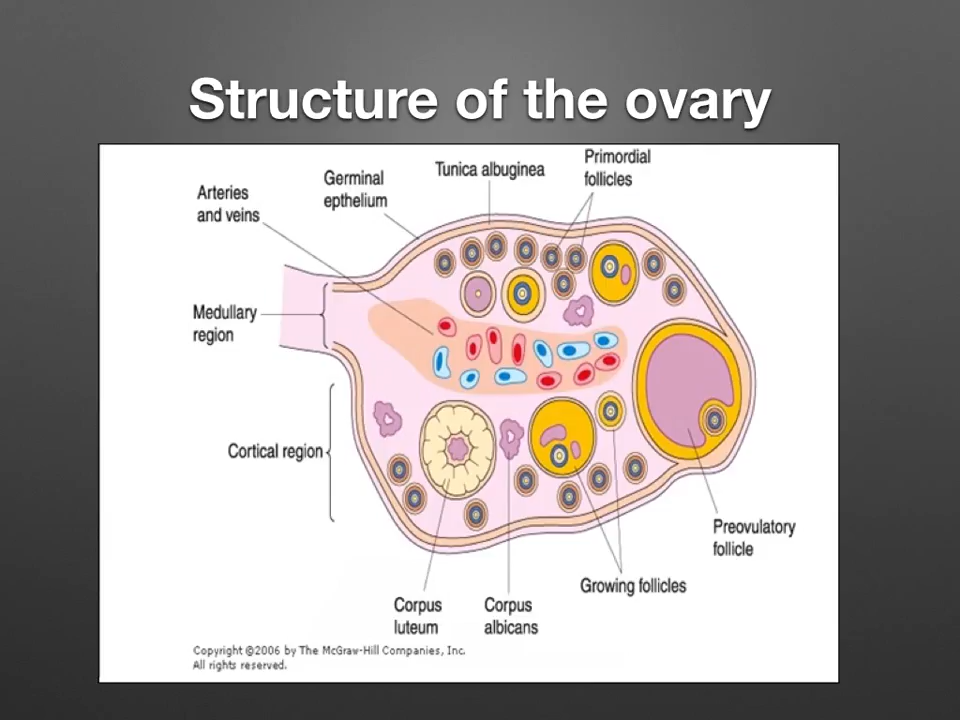 Structure of the ovary
Primordial
follicles
Tunica albuginea
Germinal
epthelium
Arteries
and veins
Medullary
region
Cortical region
Preovulatory
follicle
Growing follicles
Corpus
luteum
Corpus
albicans
Copyright ©2006 by The McGraw-Hill Companies, Inc.
All rights reserved.